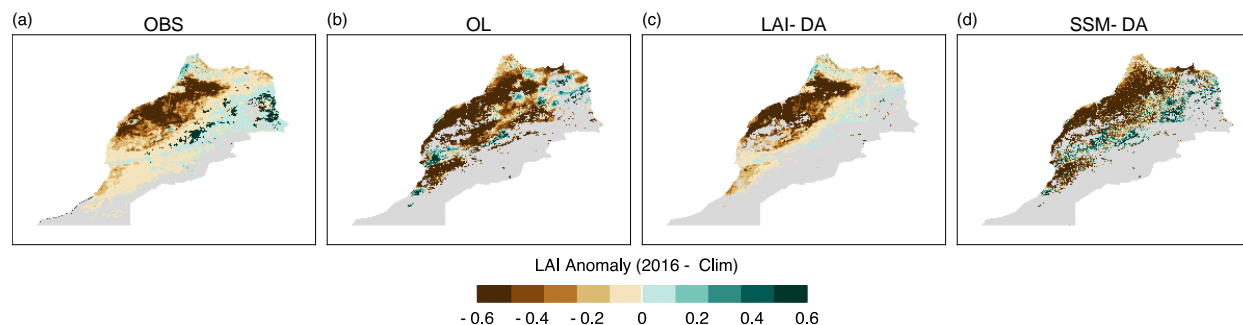 (a) OBS
(b) OL
(c) LAI- DA
(d) SSM- DA
LAI Anomaly (2016 - Clim)
- 0.6 - 0.4 - 0.2 0 0.2 0.4 0.6